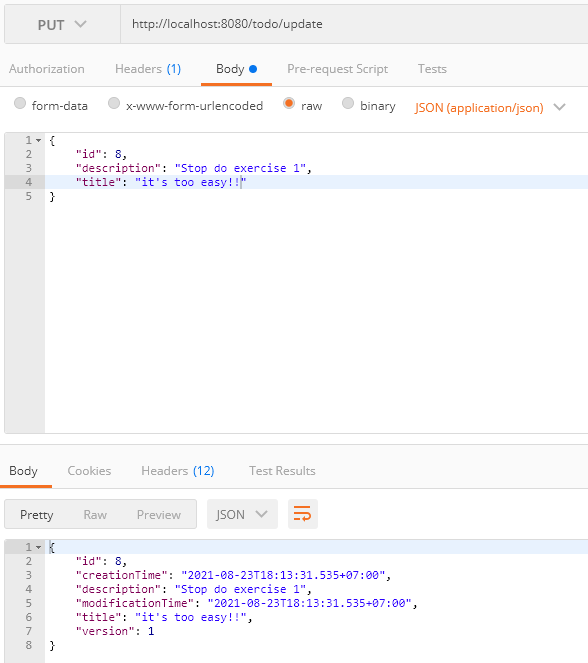 PUT http://localhost:8080/todo/update
Authorization Headers (1) Body Pre-request Script Tests
form-data x-www-form-urlencoded raw binary JSON (application/json)
1 {
2 "id": 8,
3 "description": "Stop do exercise 1",
4 "title": "it's too easy!!"
5 }
Body Cookies Headers (12) Test Results
Pretty Raw Preview JSON
1 {
2 "id": 8,
3 "creationTime": "2021-08-23T18:13:31.535+07:00",
4 "description": "Stop do exercise 1",
5 "modificationTime": "2021-08-23T18:13:31.535+07:00",
6 "title": "it's too easy!!",
7 "version": 1
8 }